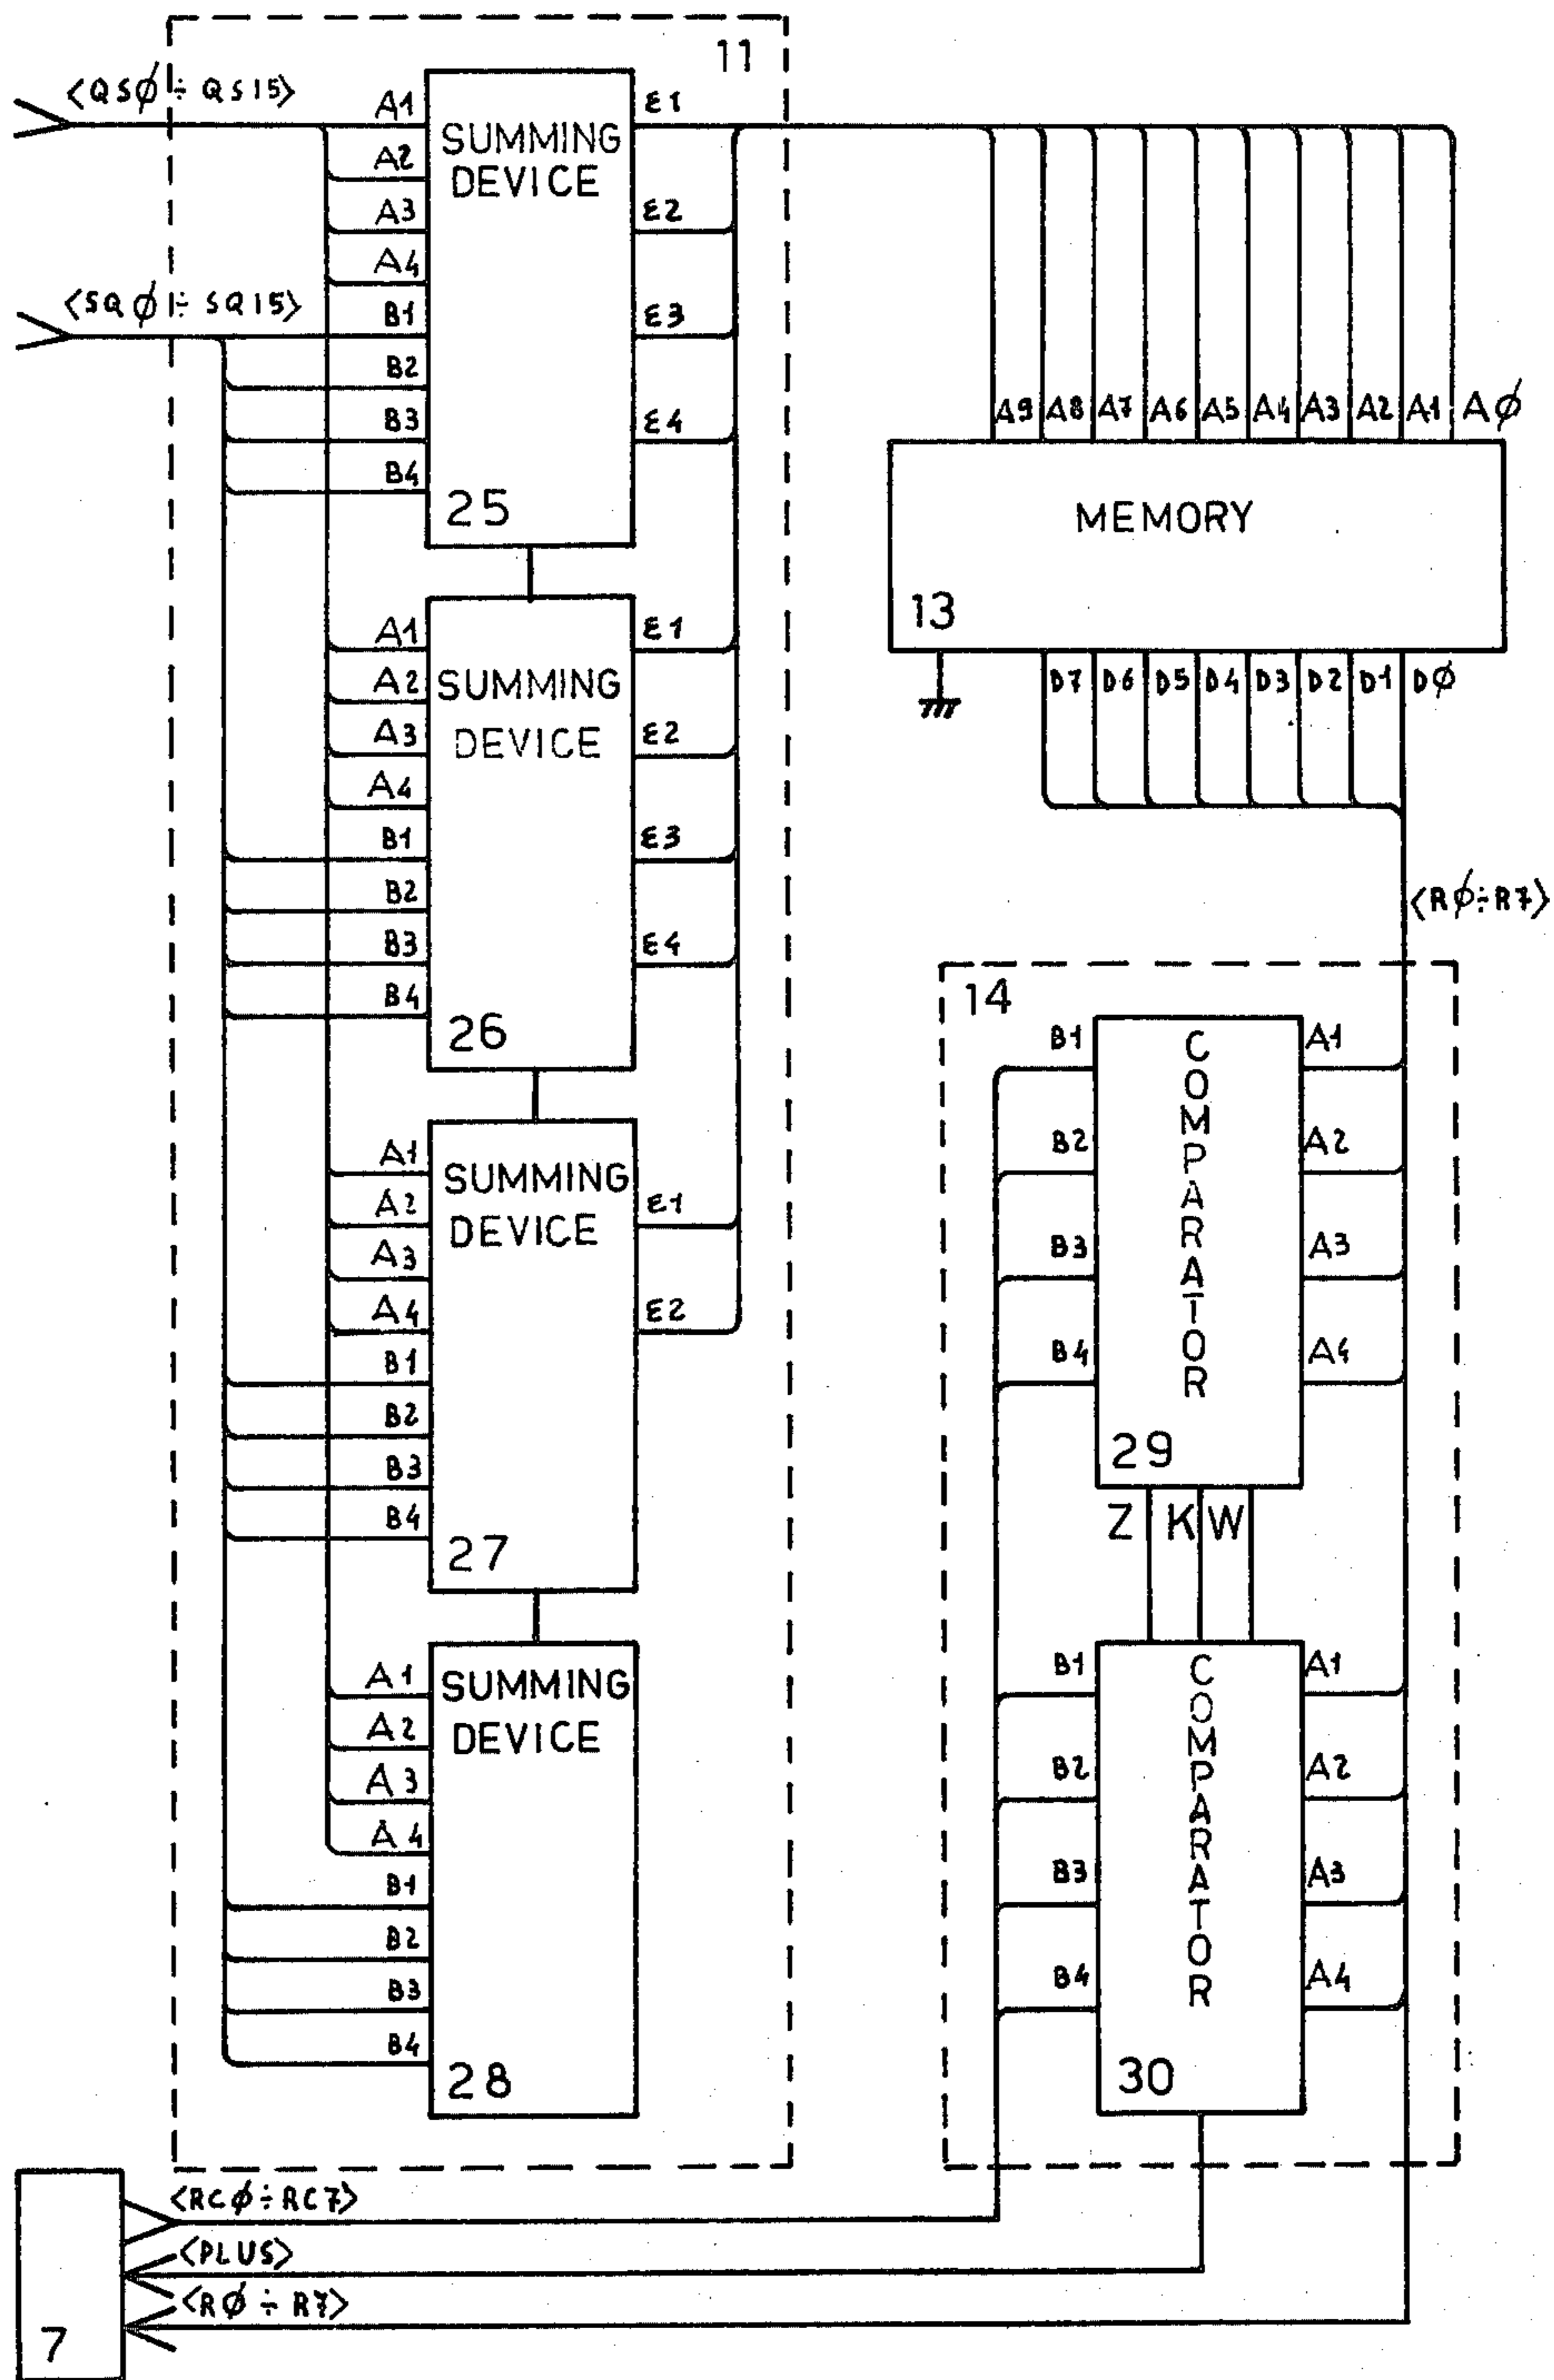 11
<QSØ÷QS15>
<SQØ÷SQ15>
A1
A2
A3
A4
B1
B2
B3
B4
SUMMING
DEVICE
25
E1
E2
E3
E4
A1
A2
A3
A4
B1
B2
B3
B4
SUMMING
DEVICE
26
E1
E2
E3
E4
A1
A2
A3
A4
B1
B2
B3
B4
SUMMING
DEVICE
27
E1
E2
A1
A2
A3
A4
B1
B2
B3
B4
SUMMING
DEVICE
28
A9 A8 A7 A6 A5 A4 A3 A2 A1 AØ
MEMORY
13
D7 D6 D5 D4 D3 D2 D1 DØ
<RØ÷R7>
14
B1
B2
B3
B4
COMPARATOR
29
A1
A2
A3
A4
Z K W
B1
B2
B3
B4
COMPARATOR
30
A1
A2
A3
A4
<RCØ÷RC7>
<PLUS>
<RØ÷R7>
7